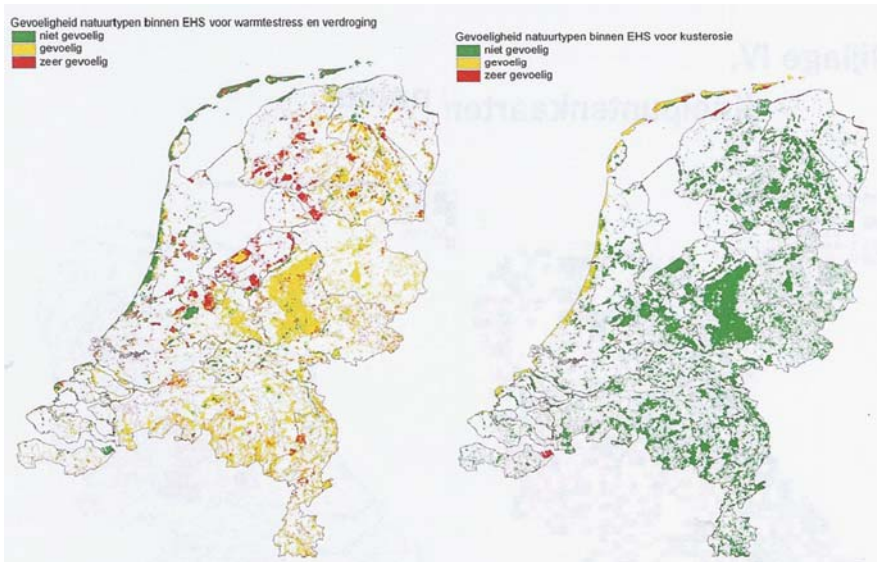 Gevoeligheid natuurtypen binnen EHS voor warmtestress en verdroging
niet gevoelig
gevoelig
zeer gevoelig
Gevoeligheid natuurtypen binnen EHS voor kusterosie
niet gevoelig
gevoelig
zeer gevoelig